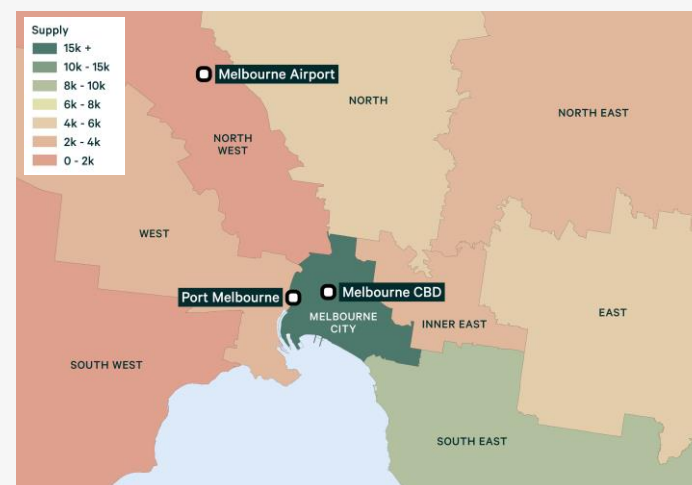 Supply
15k +
10k - 15k
8k - 10k
6k - 8k
4k - 6k
2k - 4k
0 - 2k
Melbourne Airport
NORTH
NORTH EAST
NORTH
WEST
WEST
Port Melbourne
Melbourne CBD
MELBOURNE
CITY
INNER EAST
EAST
SOUTH WEST
SOUTH EAST